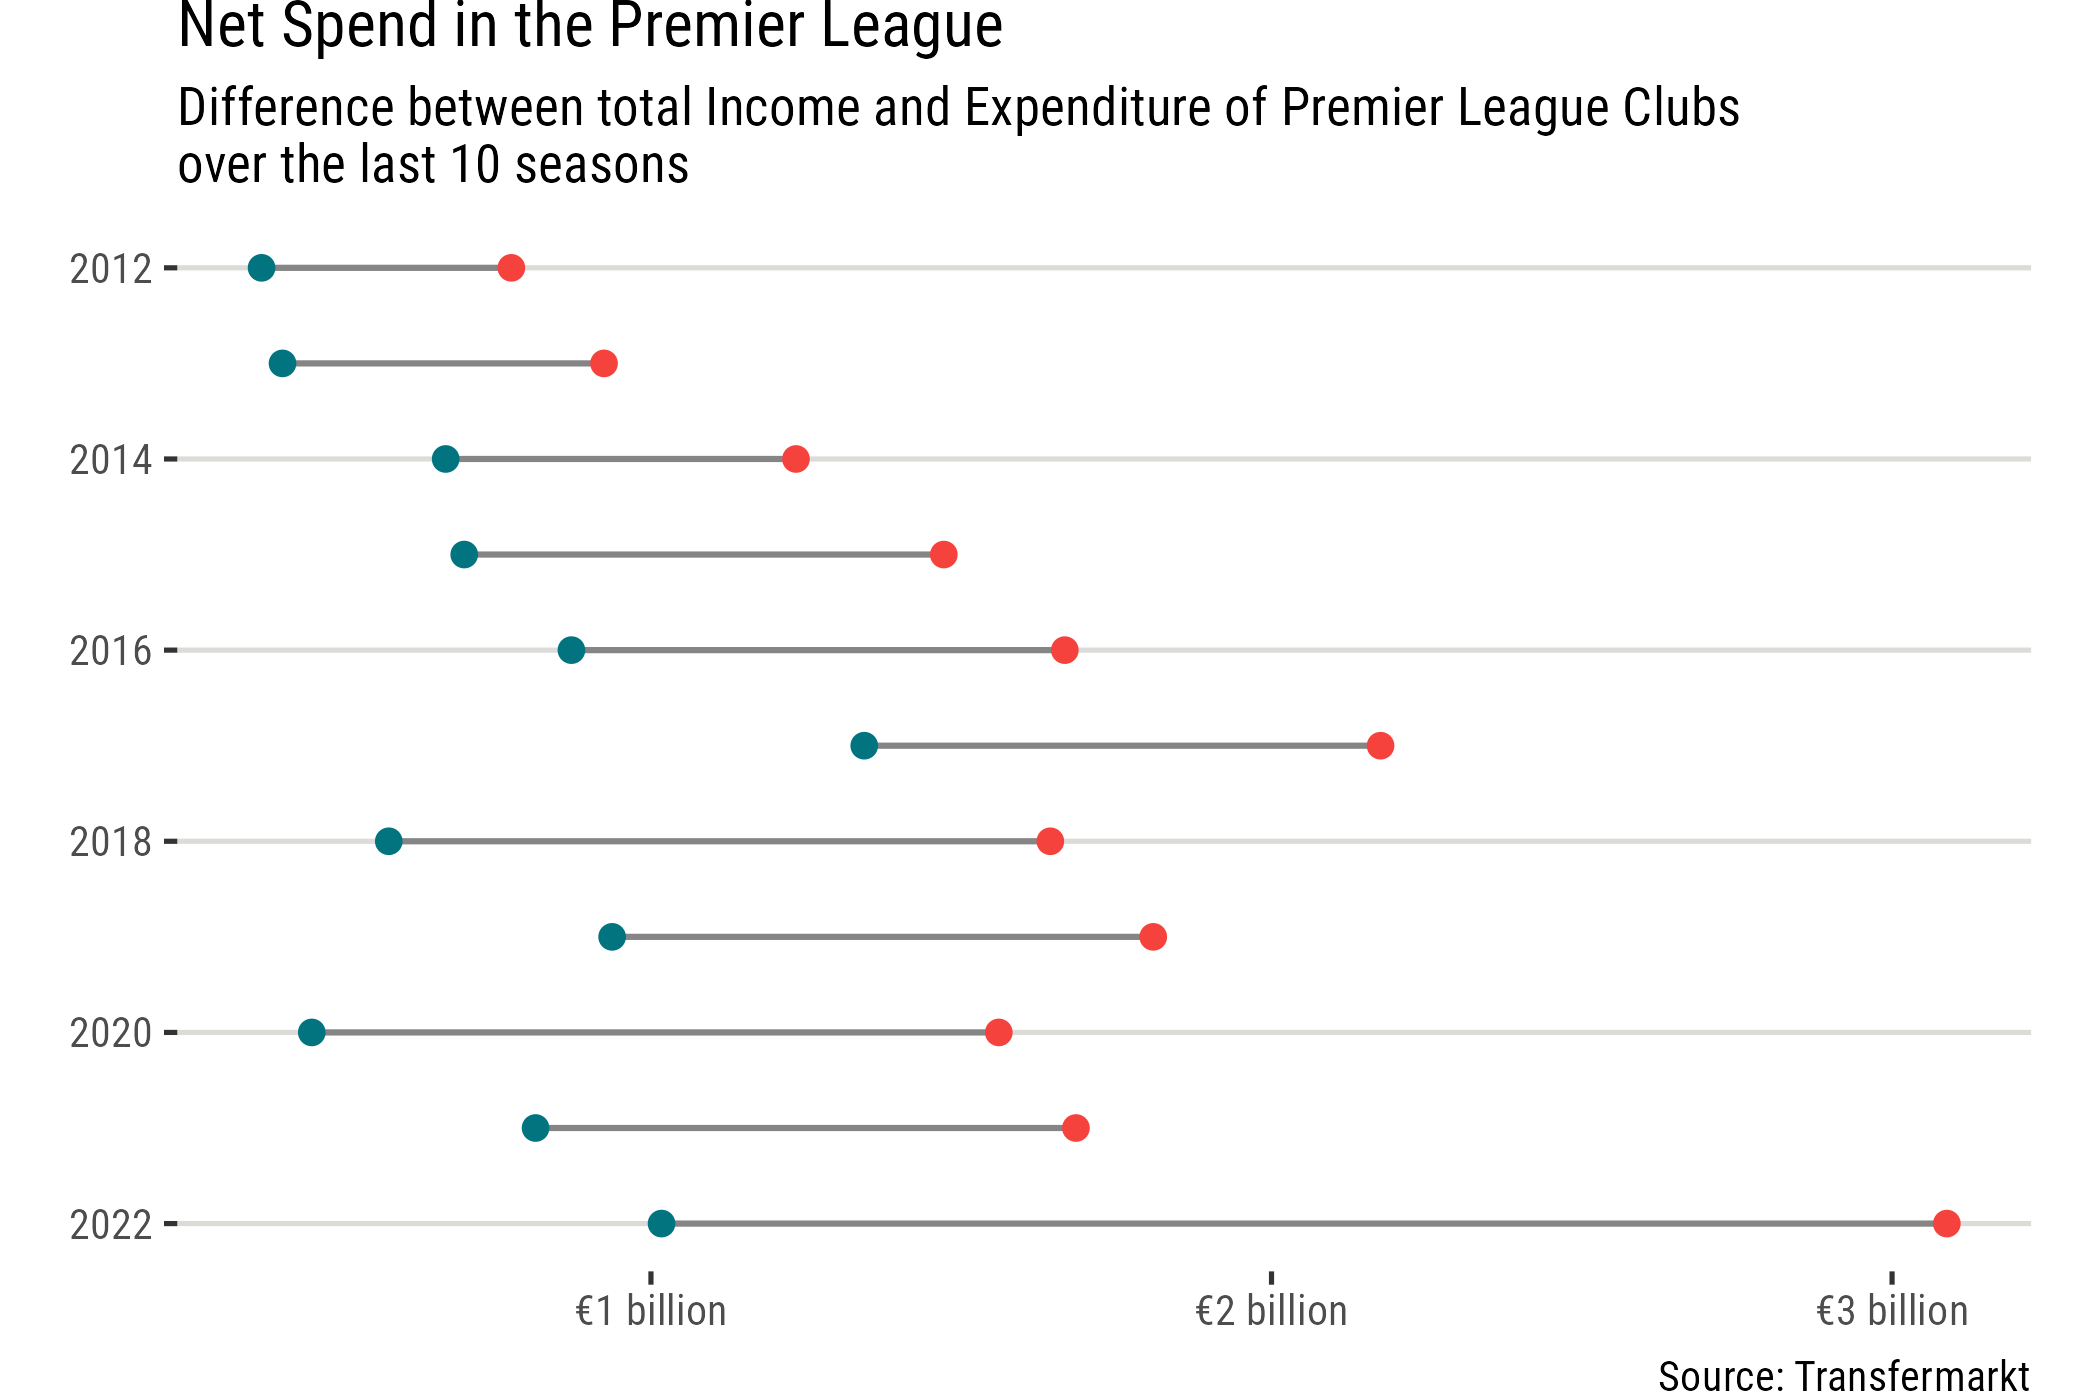 Net Spend in the Premier League
Difference between total Income and Expenditure of Premier League Clubs
over the last 10 seasons
2012
2014
2016
2018
2020
2022
€1 billion
€2 billion
€3 billion
Source: Transfermarkt